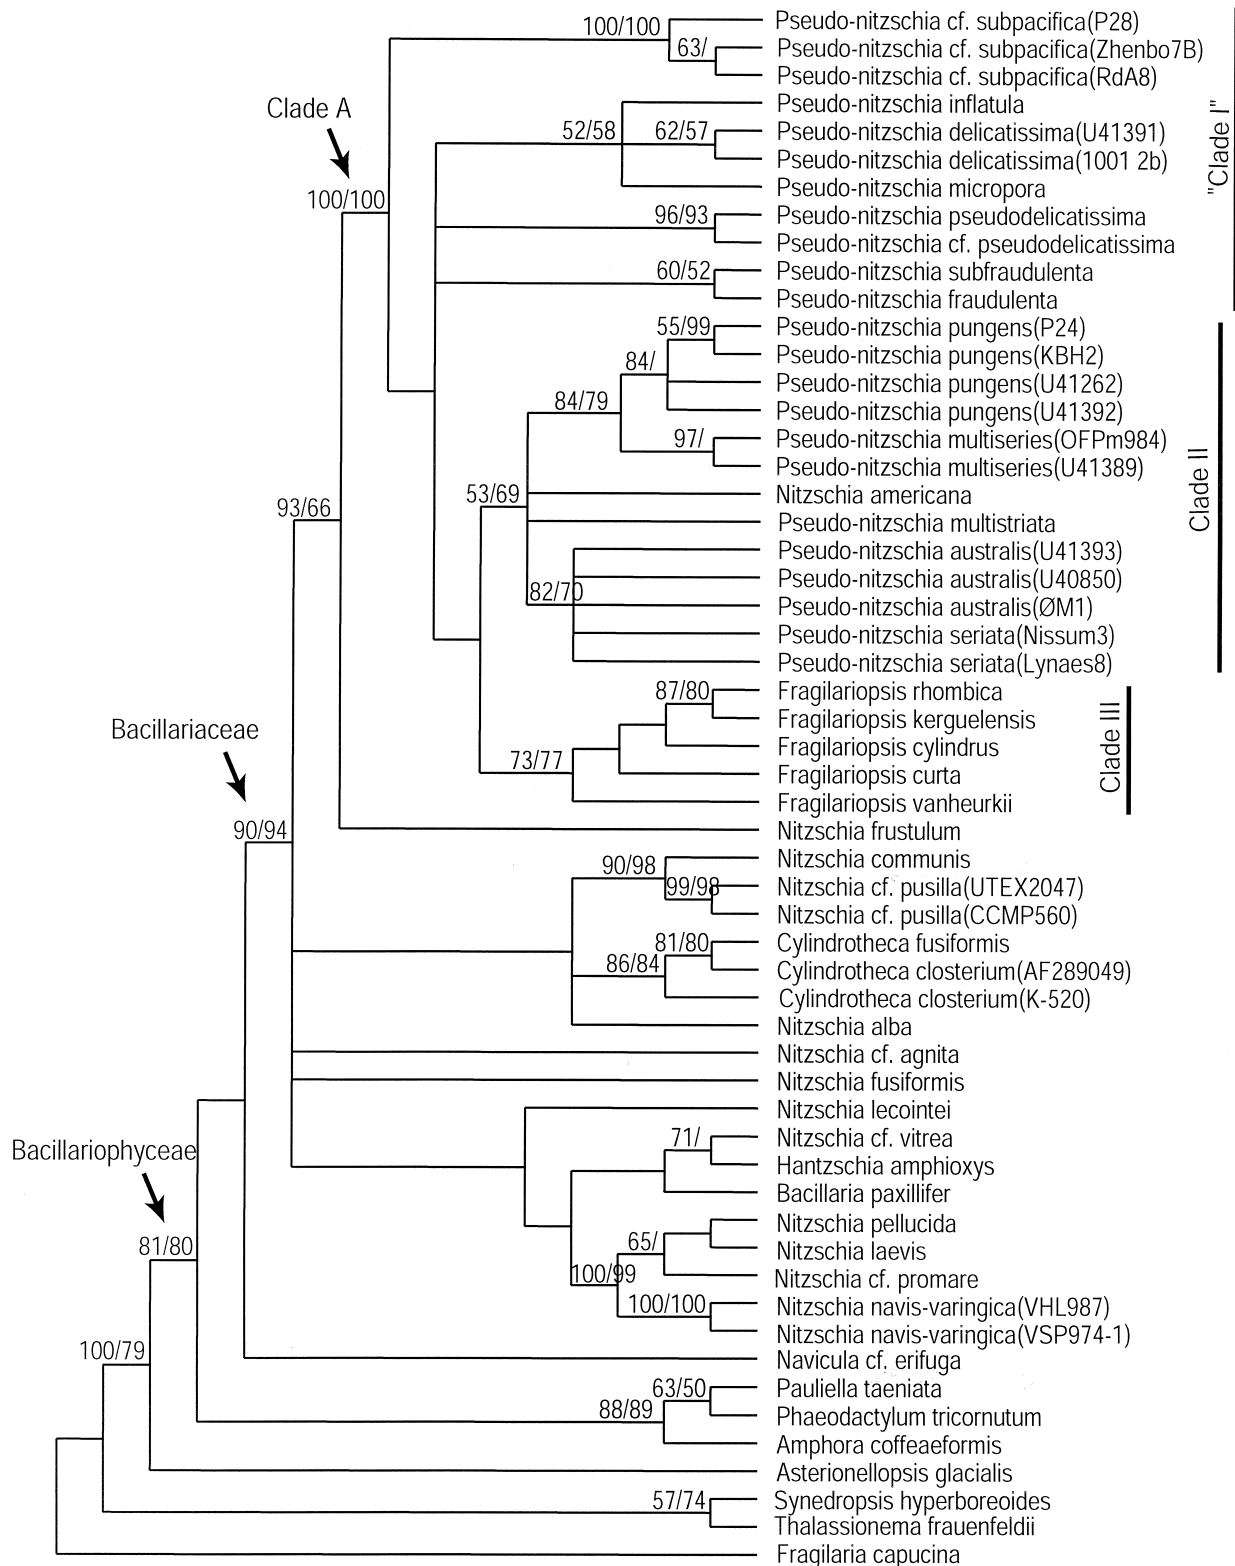 100/100
Pseudo-nitzschia cf. subpacifica(P28)
63/
Pseudo-nitzschia cf. subpacifica(Zhenbo7B)
Pseudo-nitzschia cf. subpacifica(RdA8)
Clade A
Pseudo-nitzschia inflatula
52/58
62/57
Pseudo-nitzschia delicatissima(U41391)
Pseudo-nitzschia delicatissima(1001 2b)
"Clade I"
Pseudo-nitzschia micropora
100/100
96/93
Pseudo-nitzschia pseudodelicatissima
Pseudo-nitzschia cf. pseudodelicatissima
60/52
Pseudo-nitzschia subfraudulenta
Pseudo-nitzschia fraudulenta
55/99
Pseudo-nitzschia pungens(P24)
Pseudo-nitzschia pungens(KBH2)
84/
Pseudo-nitzschia pungens(U41262)
84/79
Pseudo-nitzschia pungens(U41392)
97/
Pseudo-nitzschia multiseries(OFPm984)
Pseudo-nitzschia multiseries(U41389)
Clade II
53/69
Nitzschia americana
93/66
Pseudo-nitzschia multistriata
Pseudo-nitzschia australis(U41393)
Pseudo-nitzschia australis(U40850)
82/70
Pseudo-nitzschia australis(ØM1)
Pseudo-nitzschia seriata(Nissum3)
Pseudo-nitzschia seriata(Lynaes8)
87/80
Fragilariopsis rhombica
Fragilariopsis kerguelensis
Bacillariaceae
Fragilariopsis cylindrus
Clade III
73/77
Fragilariopsis curta
Fragilariopsis vanheurkii
90/94
Nitzschia frustulum
90/98
Nitzschia communis
99/98
Nitzschia cf. pusilla(UTEX2047)
Nitzschia cf. pusilla(CCMP560)
81/80
Cylindrotheca fusiformis
86/84
Cylindrotheca closterium(AF289049)
Cylindrotheca closterium(K-520)
Nitzschia alba
Nitzschia cf. agnita
Nitzschia fusiformis
Nitzschia lecointei
Bacillariophyceae
71/
Nitzschia cf. vitrea
Hantzschia amphioxys
Bacillaria paxillifer
Nitzschia pellucida
81/80
65/
Nitzschia laevis
100/99
Nitzschia cf. promare
100/100
Nitzschia navis-varingica(VHL987)
Nitzschia navis-varingica(VSP974-1)
100/79
Navicula cf. erifuga
63/50
Pauliella taeniata
88/89
Phaeodactylum tricornutum
Amphora coffeaeformis
Asterionellopsis glacialis
57/74
Synedropsis hyperboreoides
Thalassionema frauenfeldii
Fragilaria capucina